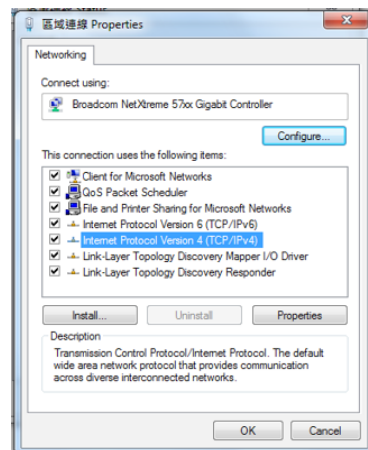 區域連線 Properties
Networking
Connect using:
Broadcom NetXtreme 57xx Gigabit Controller
Configure...
This connection uses the following items:
Client for Microsoft Networks
QoS Packet Scheduler
File and Printer Sharing for Microsoft Networks
Internet Protocol Version 6 (TCP/IPv6)
Internet Protocol Version 4 (TCP/IPv4)
Link-Layer Topology Discovery Mapper I/O Driver
Link-Layer Topology Discovery Responder
Install...
Uninstall
Properties
Description
Transmission Control Protocol/Internet Protocol. The default
wide area network protocol that provides communication
across diverse interconnected networks.
OK
Cancel